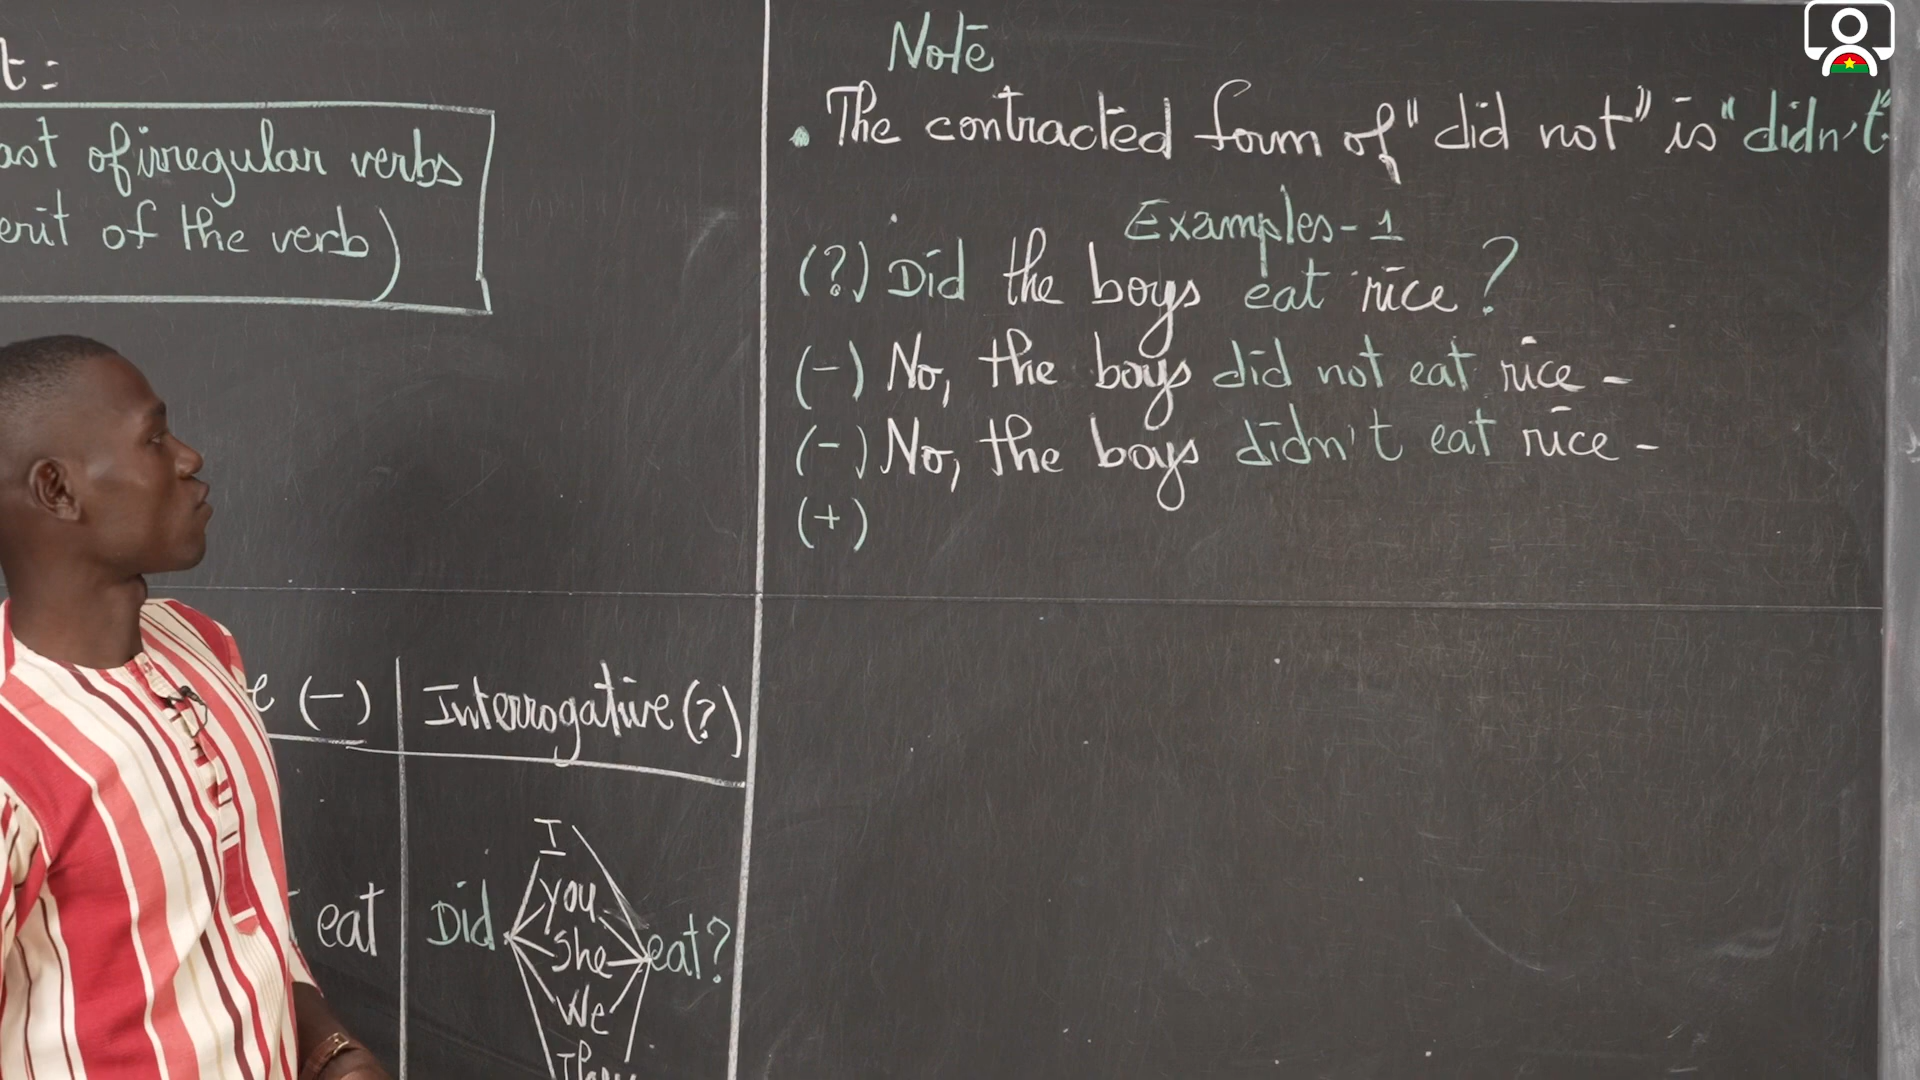 t:
ast of irregular verbs
erit of the verb)
Note
• The contracted form of "did not" is "didn't"
Examples-1
(?) Did the boys eat rice?
(-) No, the boys did not eat rice -
(-) No, the boys didn't eat rice -
(+)
e (-) Interrogative (?)
eat
Did eat?
I
you
She
We
They